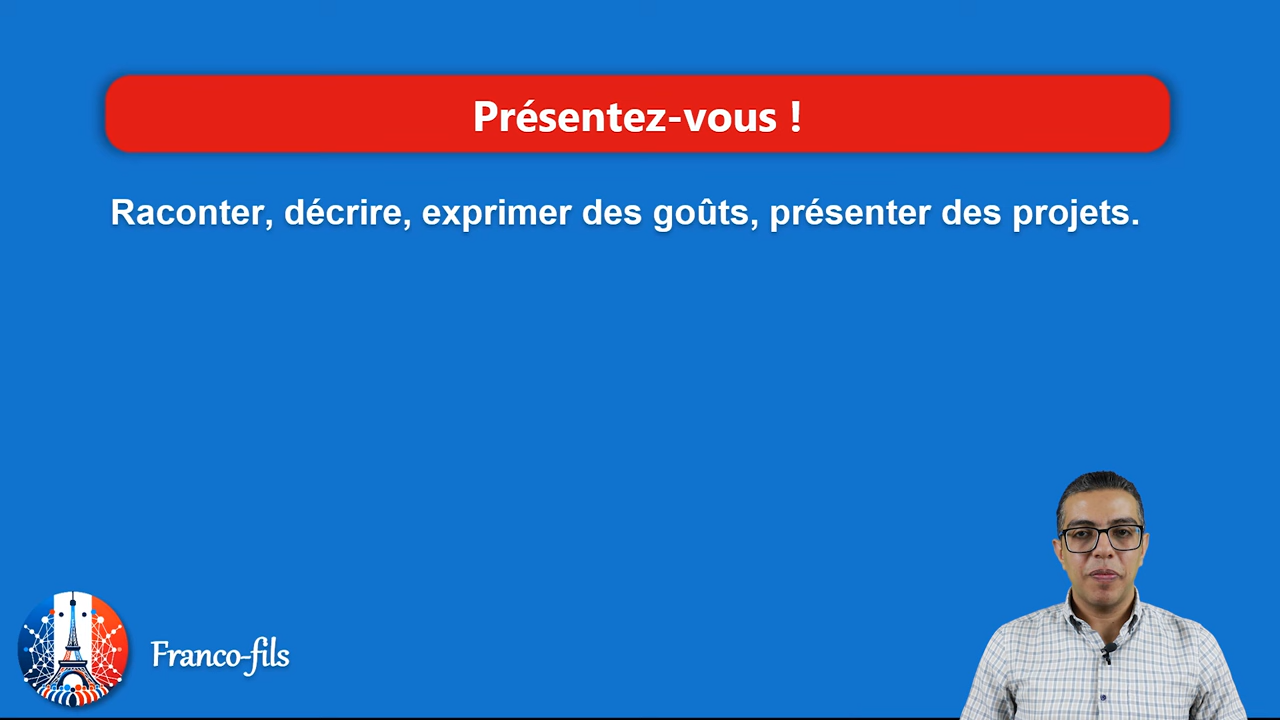 Présentez-vous !
Raconter, décrire, exprimer des goûts, présenter des projets.
Franco-fils